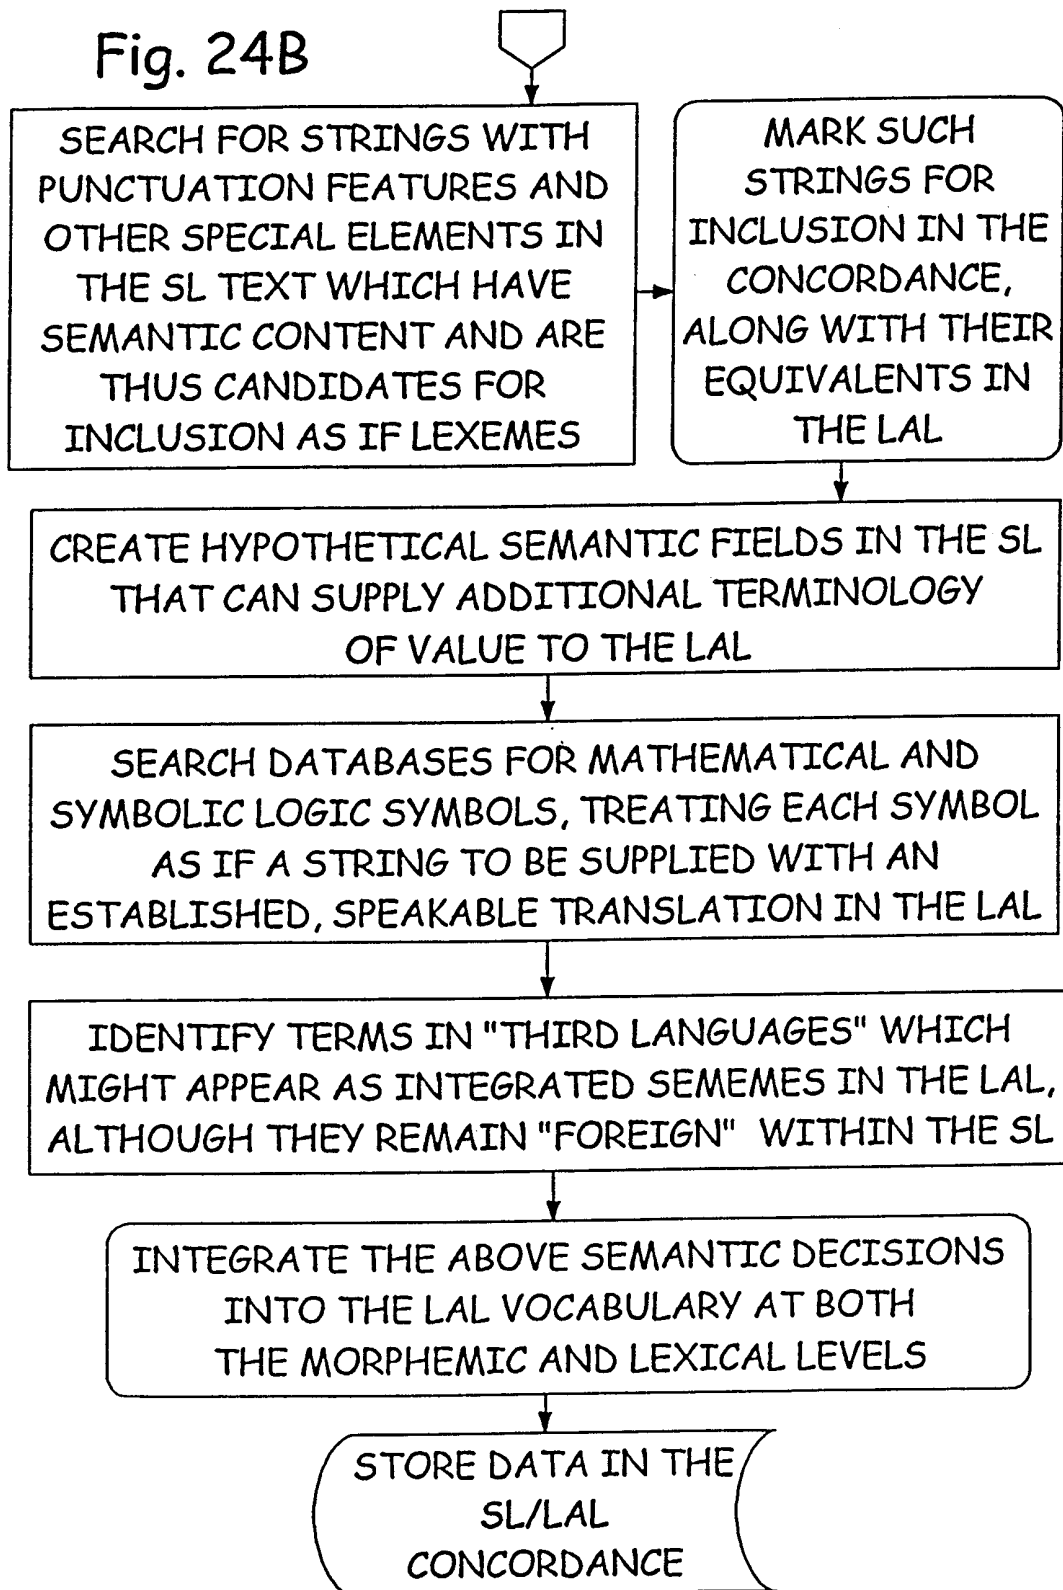 Fig. 24B
SEARCH FOR STRINGS WITH
PUNCTUATION FEATURES AND
OTHER SPECIAL ELEMENTS IN
THE SL TEXT WHICH HAVE
SEMANTIC CONTENT AND ARE
THUS CANDIDATES FOR
INCLUSION AS IF LEXEMES
MARK SUCH
STRINGS FOR
INCLUSION IN THE
CONCORDANCE,
ALONG WITH THEIR
EQUIVALENTS IN
THE LAL
CREATE HYPOTHETICAL SEMANTIC FIELDS IN THE SL
THAT CAN SUPPLY ADDITIONAL TERMINOLOGY
OF VALUE TO THE LAL
SEARCH DATABASES FOR MATHEMATICAL AND
SYMBOLIC LOGIC SYMBOLS, TREATING EACH SYMBOL
AS IF A STRING TO BE SUPPLIED WITH AN
ESTABLISHED, SPEAKABLE TRANSLATION IN THE LAL
IDENTIFY TERMS IN "THIRD LANGUAGES" WHICH
MIGHT APPEAR AS INTEGRATED SEMEMES IN THE LAL,
ALTHOUGH THEY REMAIN "FOREIGN" WITHIN THE SL
INTEGRATE THE ABOVE SEMANTIC DECISIONS
INTO THE LAL VOCABULARY AT BOTH
THE MORPHEMIC AND LEXICAL LEVELS
STORE DATA IN THE
SL/LAL
CONCORDANCE